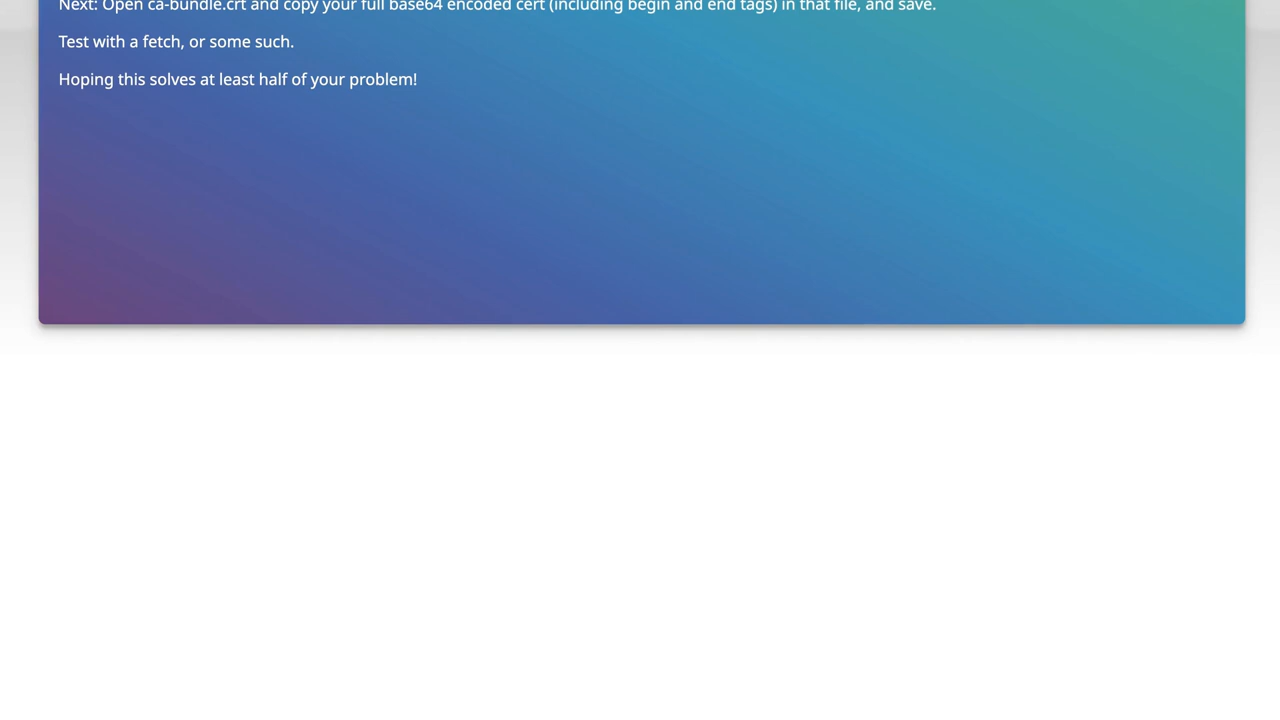 Next: Open ca-bundle.crt and copy your full base64 encoded cert (including begin and end tags) in that file, and save.
Test with a fetch, or some such.
Hoping this solves at least half of your problem!